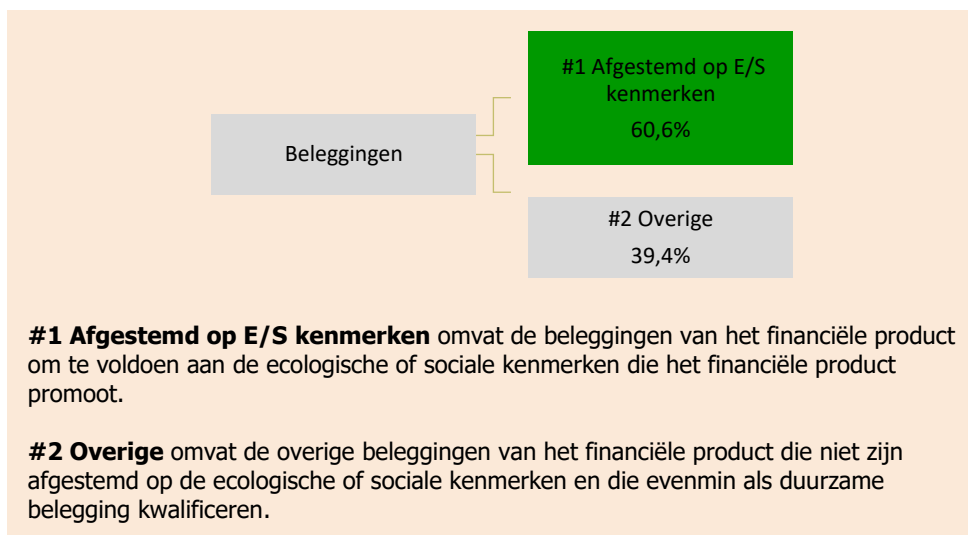 #1 Afgestemd op E/S
kenmerken
60,6%
Beleggingen
#2 Overige
39,4%
#1 Afgestemd op E/S kenmerken omvat de beleggingen van het financiële product
om te voldoen aan de ecologische of sociale kenmerken die het financiële product
promoot.
#2 Overige omvat de overige beleggingen van het financiële product die niet zijn
afgestemd op de ecologische of sociale kenmerken en die evenmin als duurzame
belegging kwalificeren.